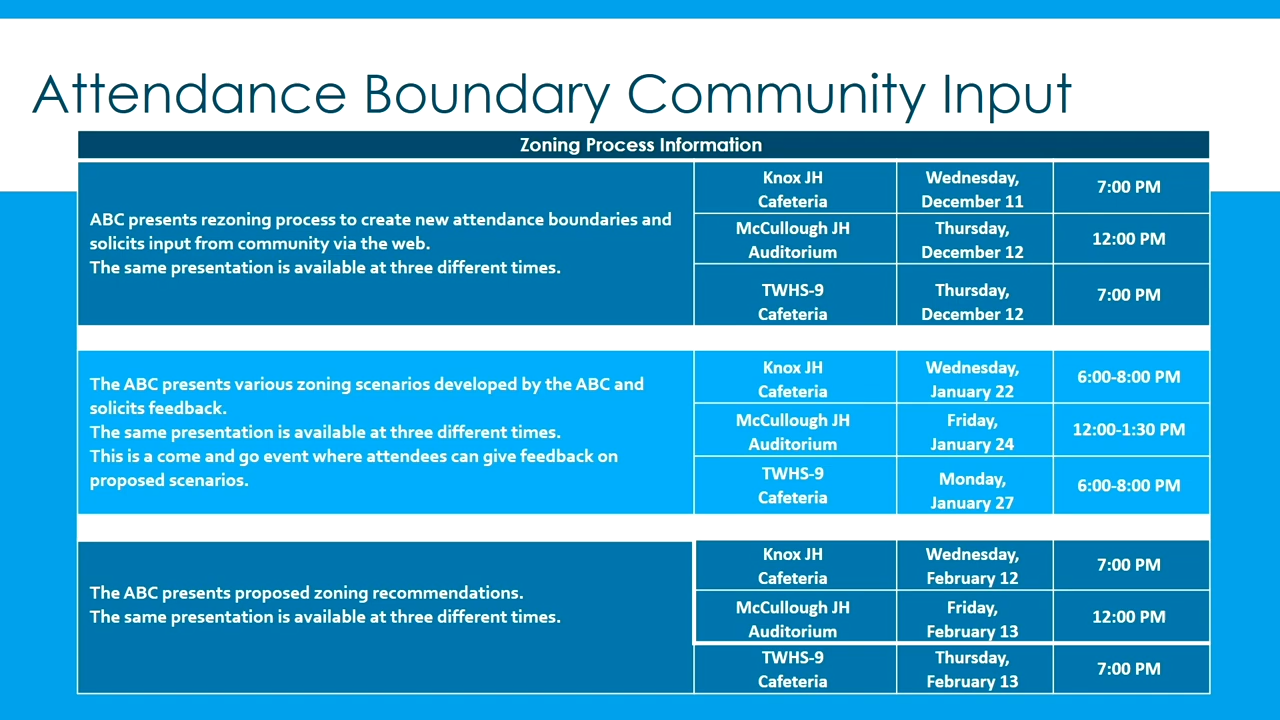 Attendance Boundary Community Input
Zoning Process Information
ABC presents rezoning process to create new attendance boundaries and
solicits input from community via the web.
The same presentation is available at three different times.
Knox JH
Cafeteria
Wednesday,
December 11
7:00 PM
McCullough JH
Auditorium
Thursday,
December 12
12:00 PM
TWHS-9
Cafeteria
Thursday,
December 12
7:00 PM
The ABC presents various zoning scenarios developed by the ABC and
solicits feedback.
The same presentation is available at three different times.
This is a come and go event where attendees can give feedback on
proposed scenarios.
Knox JH
Cafeteria
Wednesday,
January 22
6:00-8:00 PM
McCullough JH
Auditorium
Friday,
January 24
12:00-1:30 PM
TWHS-9
Cafeteria
Monday,
January 27
6:00-8:00 PM
The ABC presents proposed zoning recommendations.
The same presentation is available at three different times.
Knox JH
Cafeteria
Wednesday,
February 12
7:00 PM
McCullough JH
Auditorium
Friday,
February 13
12:00 PM
TWHS-9
Cafeteria
Thursday,
February 13
7:00 PM